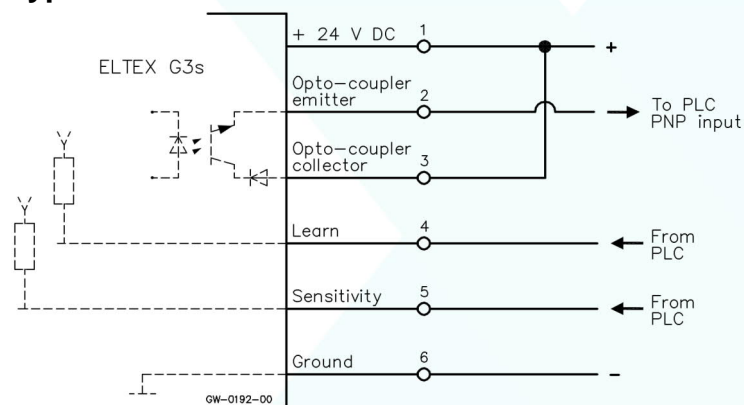 + 24 V DC 1 +
ELTEX G3s
Opto-coupler
emitter 2
To PLC
PNP input
Opto-coupler
collector 3
Learn 4
From
PLC
Sensitivity 5
From
PLC
Ground 6 -
GW-0192-00